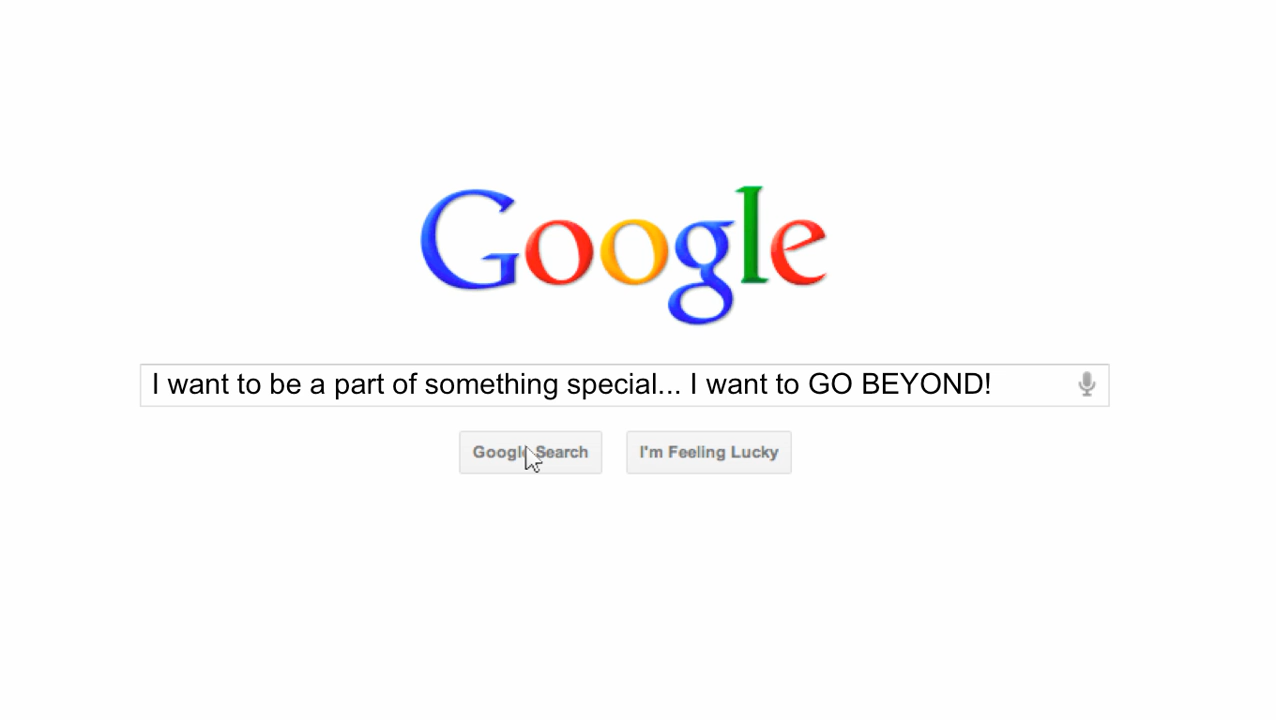 Google
I want to be a part of something special... I want to GO BEYOND!
Google Search
I'm Feeling Lucky